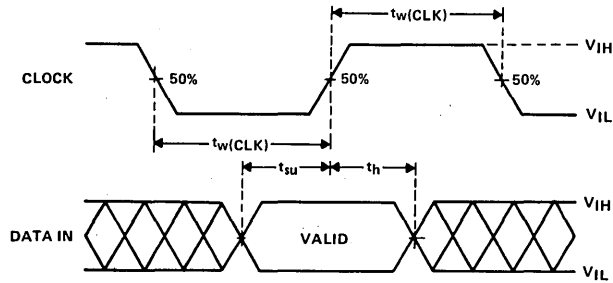 tw(CLK)
VIH
CLOCK
50%
50%
50%
VIL
tw(CLK)
tsu
th
VIH
DATA IN
VALID
VIL